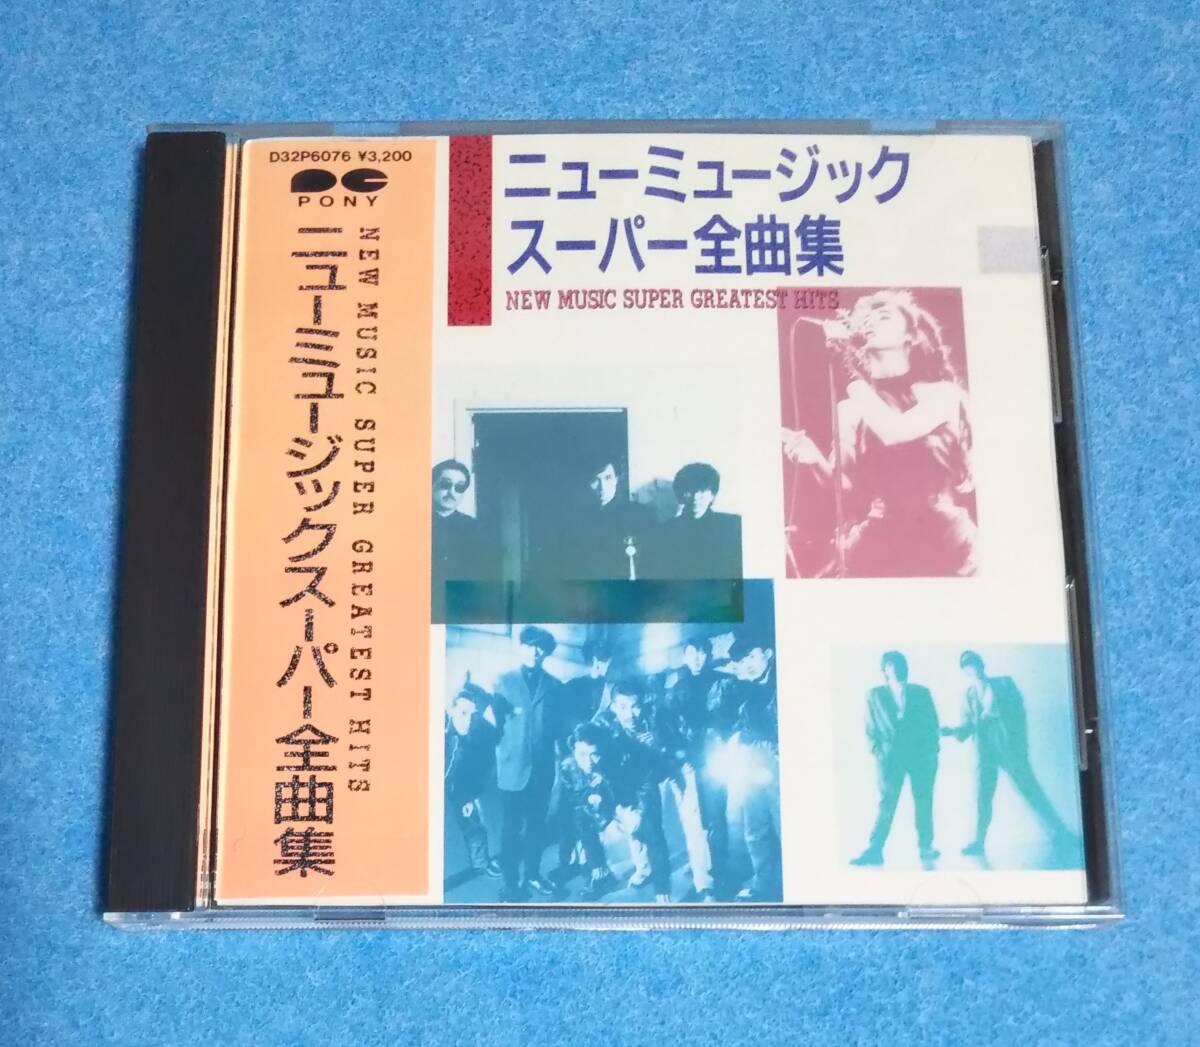 D32P6076 ¥3,200
PONY
NEW MUSIC SUPER GREATEST HITS
ニューミュージックスーパー全曲集
ニューミュージック
スーパー全曲集
NEW MUSIC SUPER GREATEST HITS